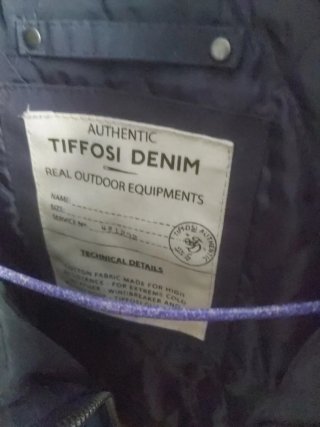 AUTHENTIC
TIFFOSI DENIM
REAL OUTDOOR EQUIPMENTS
NAME:
SIZE:
SERVICE Nº
TECHNICAL DETAILS
COTTON FABRIC MADE FOR HIGH
- FOR EXTREME COLD
- WINDBREAKER AND
TIFFOSI